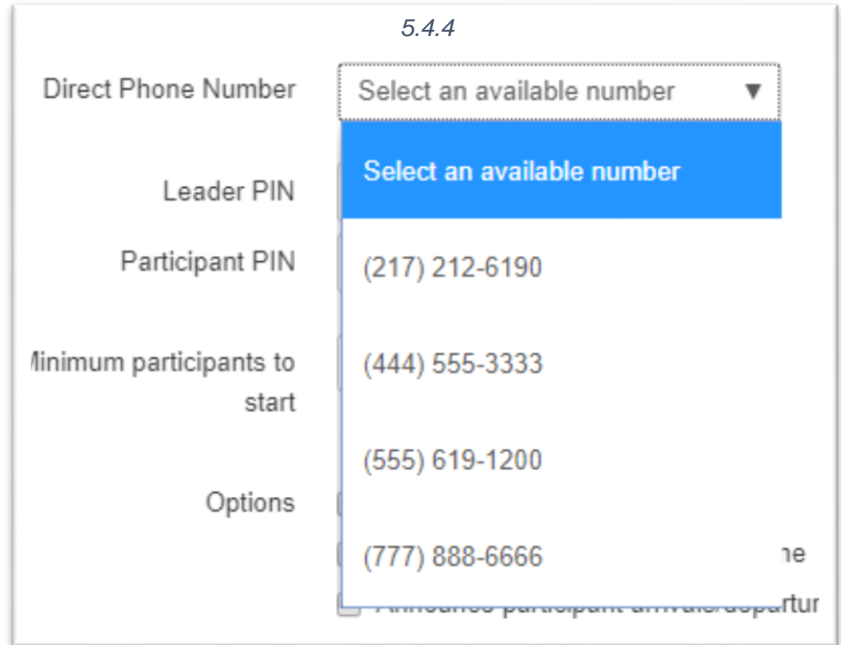 5.4.4
Direct Phone Number Select an available number ▼
Select an available number
Leader PIN
Participant PIN
(217) 212-6190
participants to (444) 555-3333
start
(555) 619-1200
Options
(777) 888-6666
participant